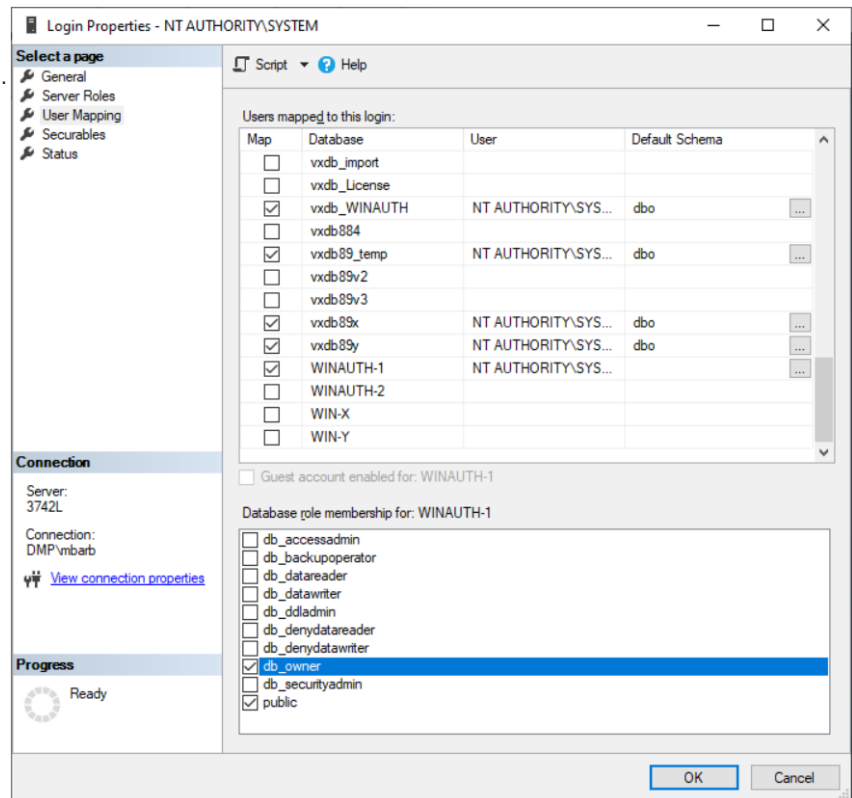 Login Properties - NT AUTHORITY\SYSTEM
Select a page
General
Server Roles
User Mapping
Securables
Status
Script
Help
Users mapped to this login:
Map Database User Default Schema
vxdb_import
vxdb_License
vxdb_WINAUTH NT AUTHORITY\SYS... dbo ...
vxdb884
vxdb89_temp NT AUTHORITY\SYS... dbo ...
vxdb89v2
vxdb89v3
vxdb89x NT AUTHORITY\SYS... dbo ...
vxdb89y NT AUTHORITY\SYS... dbo ...
WINAUTH-1 NT AUTHORITY\SYS... ...
WINAUTH-2
WIN-X
WIN-Y
Guest account enabled for: WINAUTH-1
Database role membership for: WINAUTH-1
db_accessadmin
db_backupoperator
db_datareader
db_datawriter
db_ddladmin
db_denydatareader
db_denydatawriter
db_owner
db_securityadmin
public
Connection
Server:
3742L
Connection:
DMP\mbarb
View connection properties
Progress
Ready
OK Cancel